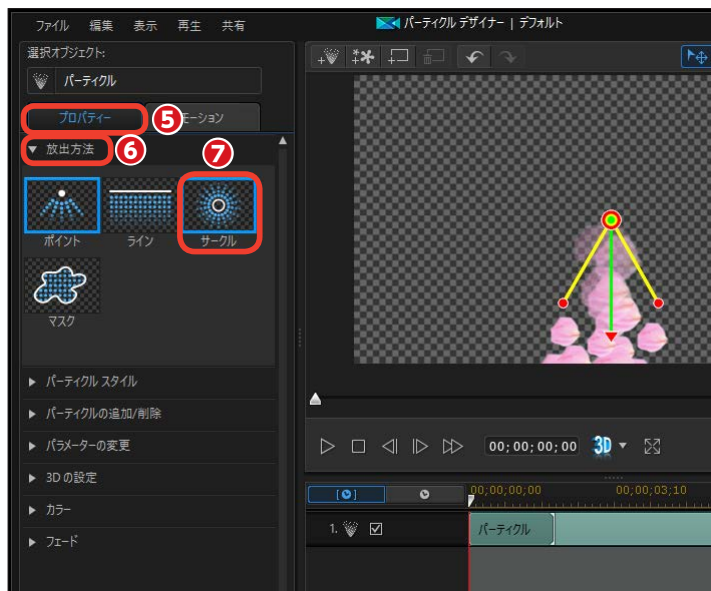 ファイル 編集 表示 再生 共有
パーティクル デザイナー | デフォルト
選択オブジェクト:
パーティクル
プロパティー ⑤ モーション
▼ 放出方法 ⑥ ⑦
ポイント ライン サークル
マスク
▶ パーティクル スタイル
▶ パーティクルの追加/削除
▶ パラメーターの変更
▶ 3D の設定
▶ カラー
▶ フェード
00;00;00;00 3D
00;00;00;00 00;00;03;10
1. パーティクル